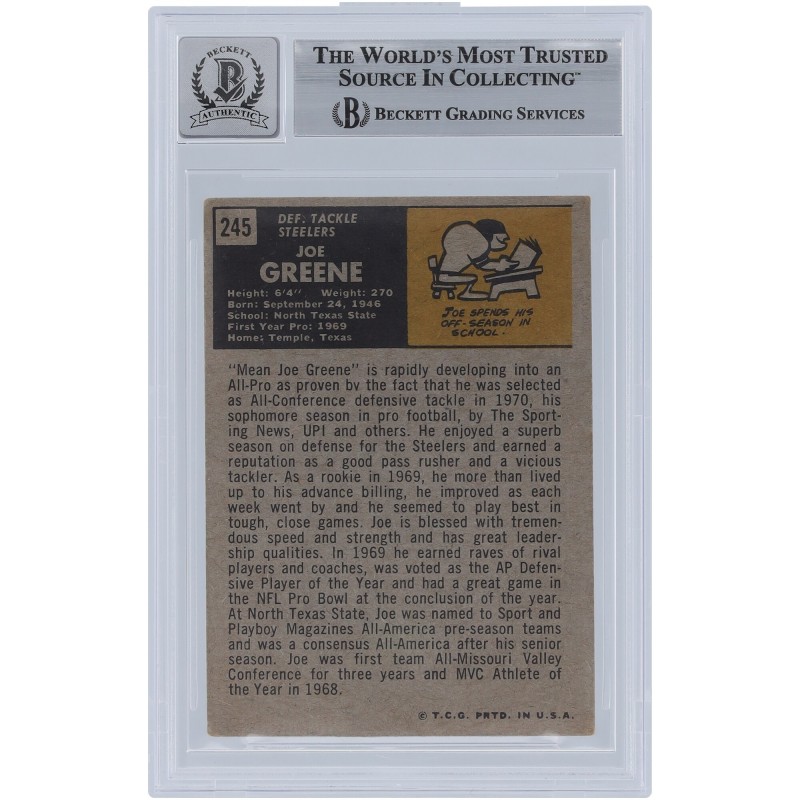 BECKETT
B
AUTHENTIC
THE WORLD'S MOST TRUSTED
SOURCE IN COLLECTING™
B BECKETT GRADING SERVICES
245
DEF. TACKLE
STEELERS
JOE
GREENE
Height: 6'4" Weight: 270
Born: September 24, 1946
School: North Texas State
First Year Pro: 1969
Home: Temple, Texas
JOE SPENDS HIS
OFF-SEASON IN
SCHOOL.
"Mean Joe Greene" is rapidly developing into an
All-Pro as proven by the fact that he was selected
as All-Conference defensive tackle in 1970, his
sophomore season in pro football, by The Sport-
ing News, UPI and others. He enjoyed a superb
season on defense for the Steelers and earned a
reputation as a good pass rusher and a vicious
tackler. As a rookie in 1969, he more than lived
up to his advance billing, he improved as each
week went by and he seemed to play best in
tough, close games. Joe is blessed with tremen-
dous speed and strength and has great leader-
ship qualities. In 1969 he earned raves of rival
players and coaches, was voted as the AP Defen-
sive Player of the Year and had a great game in
the NFL Pro Bowl at the conclusion of the year.
At North Texas State, Joe was named to Sport and
Playboy Magazines All-America pre-season teams
and was a consensus All-America after his senior
season. Joe was first team All-Missouri Valley
Conference for three years and MVC Athlete of
the Year in 1968.
© T.C.G. PRTD. IN U.S.A.